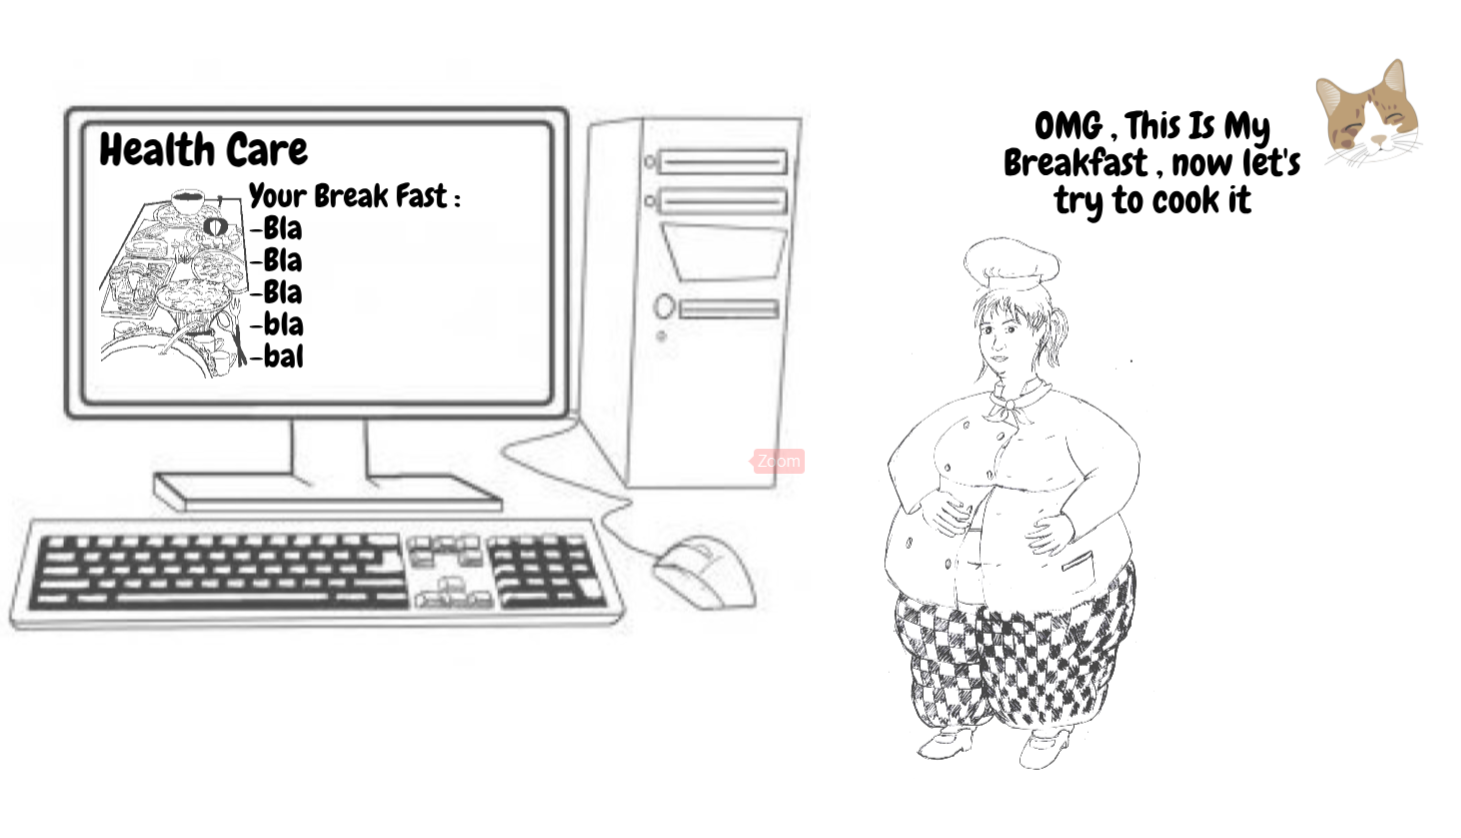 Health Care
Your Break Fast :
-Bla
-Bla
-Bla
-bla
-bal
OMG , This Is My
Breakfast , now let's
try to cook it
Zoom